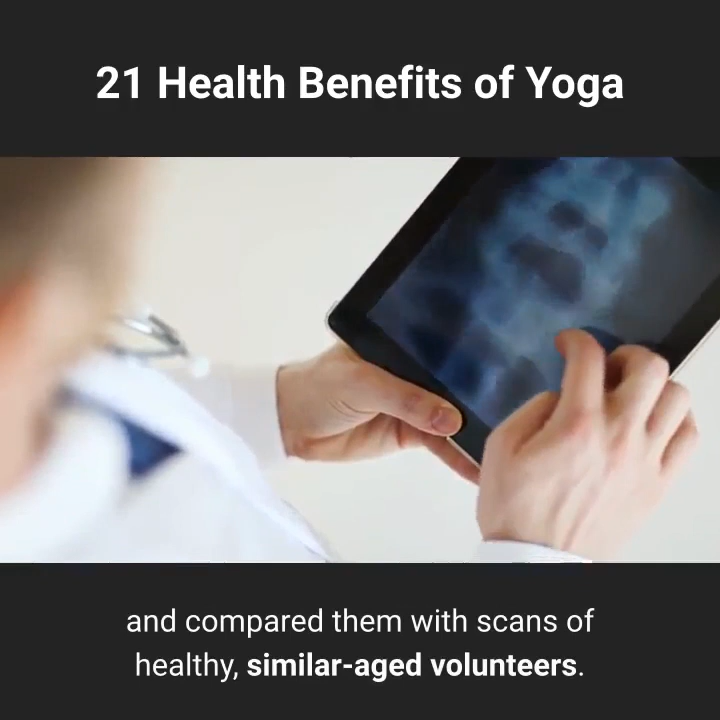 21 Health Benefits of Yoga
and compared them with scans of
healthy, similar-aged volunteers.